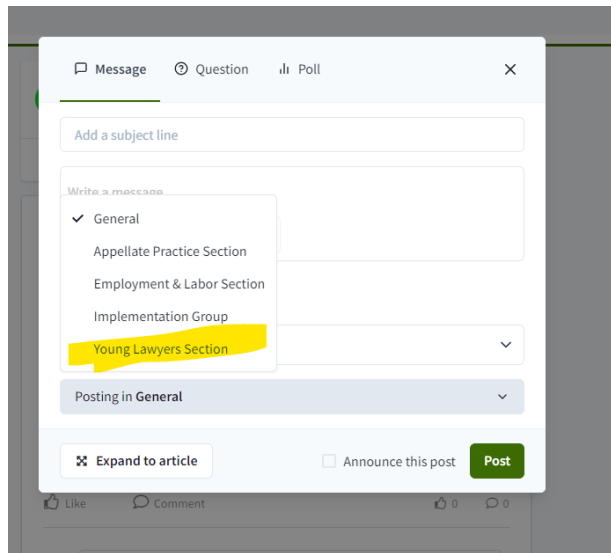 Message Question Poll
Add a subject line
Write a message
General
Appellate Practice Section
Employment & Labor Section
Implementation Group
Young Lawyers Section
Posting in General
Expand to article Announce this post Post
Like Comment 0 0